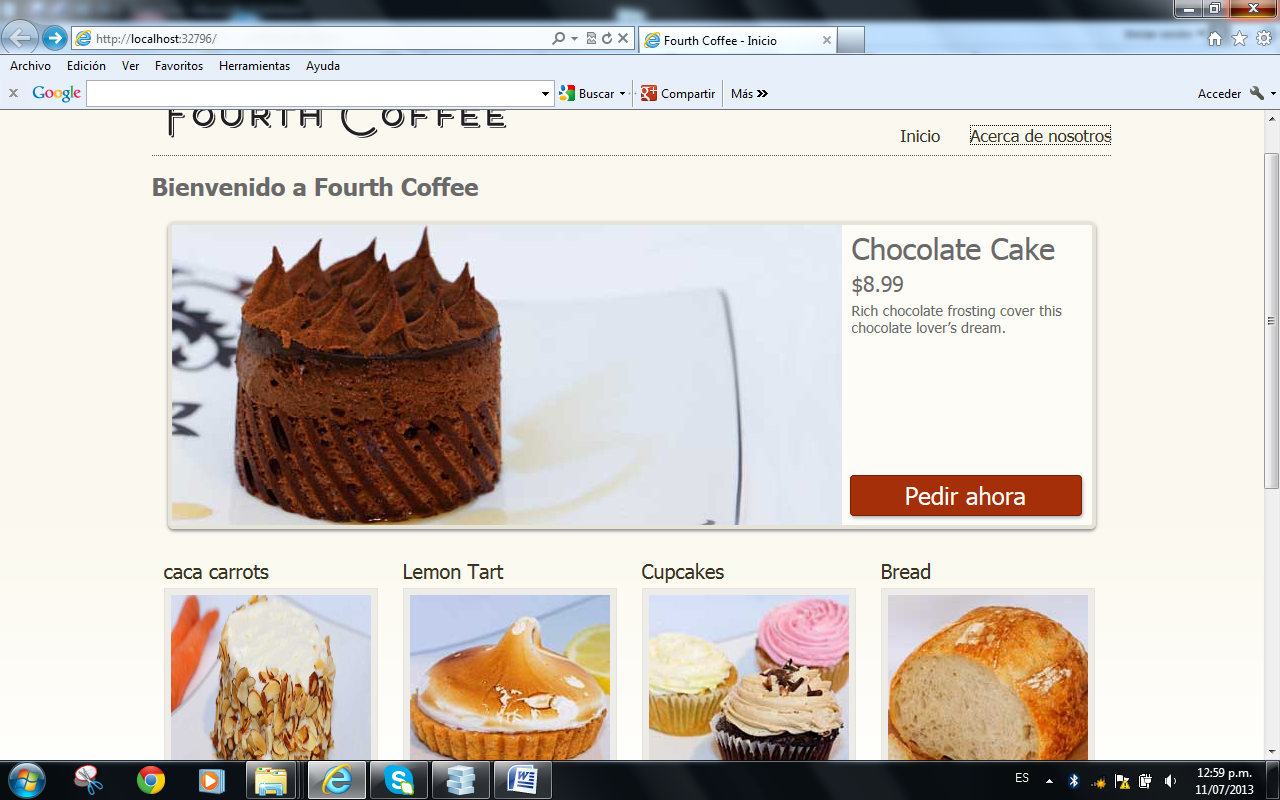 http://localhost:32796/
Fourth Coffee - Inicio
Archivo Edición Ver Favoritos Herramientas Ayuda
x Google Buscar Compartir Más >> Acceder
FOURTH COFFEE
Inicio Acerca de nosotros
Bienvenido a Fourth Coffee
Chocolate Cake
$8.99
Rich chocolate frosting cover this
chocolate lover’s dream.
Pedir ahora
caca carrots Lemon Tart Cupcakes Bread
ES 12:59 p.m.
11/07/2013